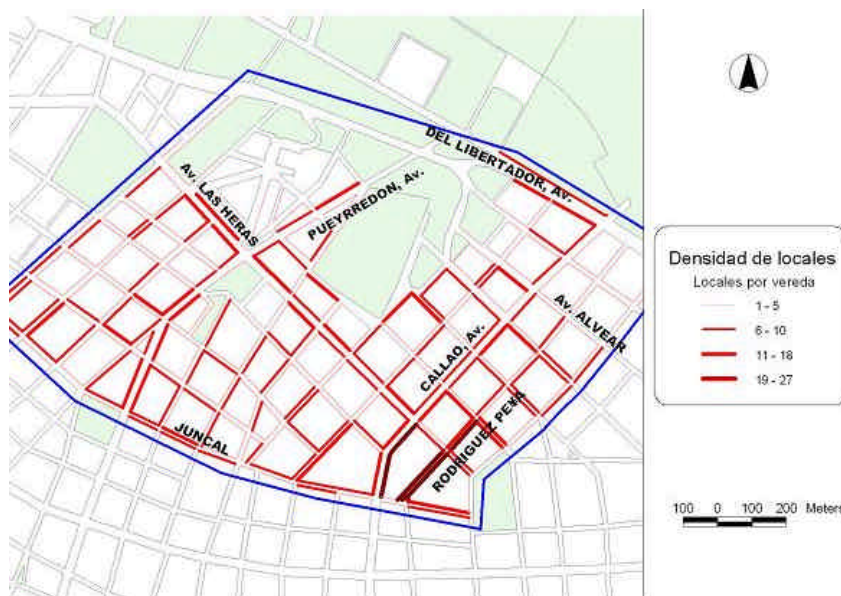 DEL LIBERTADOR, Av.
Av. LAS HERAS
PUEYRREDON, Av.
Av. ALVEAR
CALLAO, Av.
RODRIGUEZ PEYA
JUNCAL
Densidad de locales
Locales por vereda
1 - 5
6 - 10
11 - 18
19 - 27
100 0 100 200 Meters